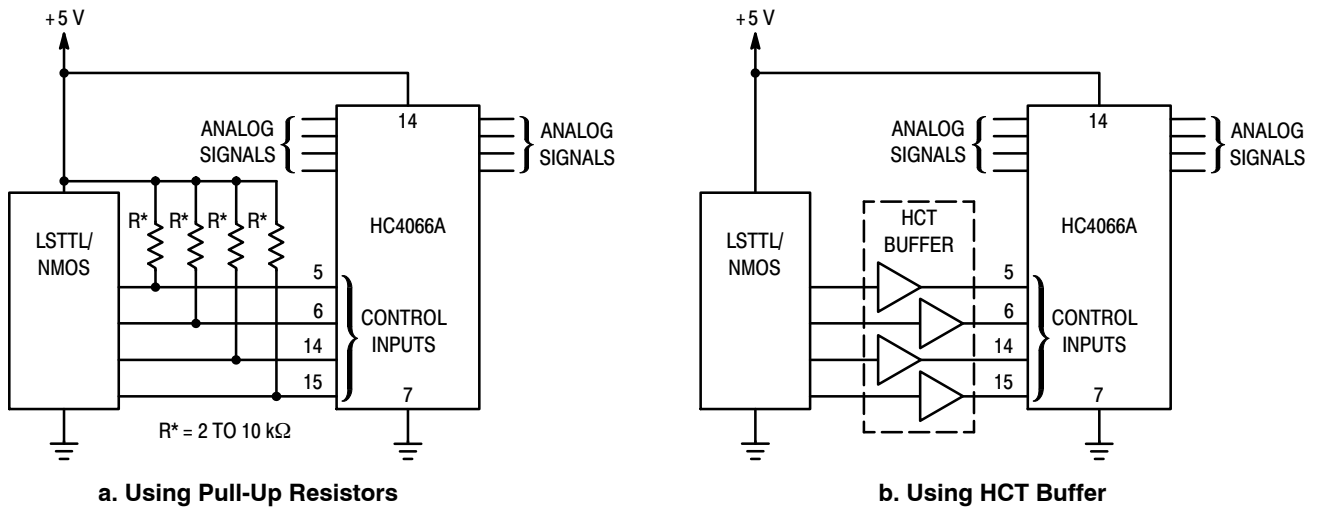 +5 V
14
ANALOG
SIGNALS
ANALOG
SIGNALS
R* R* R* R*
LSTTL/
NMOS
HC4066A
5
6
14
15
CONTROL
INPUTS
7
R* = 2 TO 10 kΩ
a. Using Pull-Up Resistors
+5 V
14
ANALOG
SIGNALS
ANALOG
SIGNALS
HCT
BUFFER
LSTTL/
NMOS
HC4066A
5
6
14
15
CONTROL
INPUTS
7
b. Using HCT Buffer